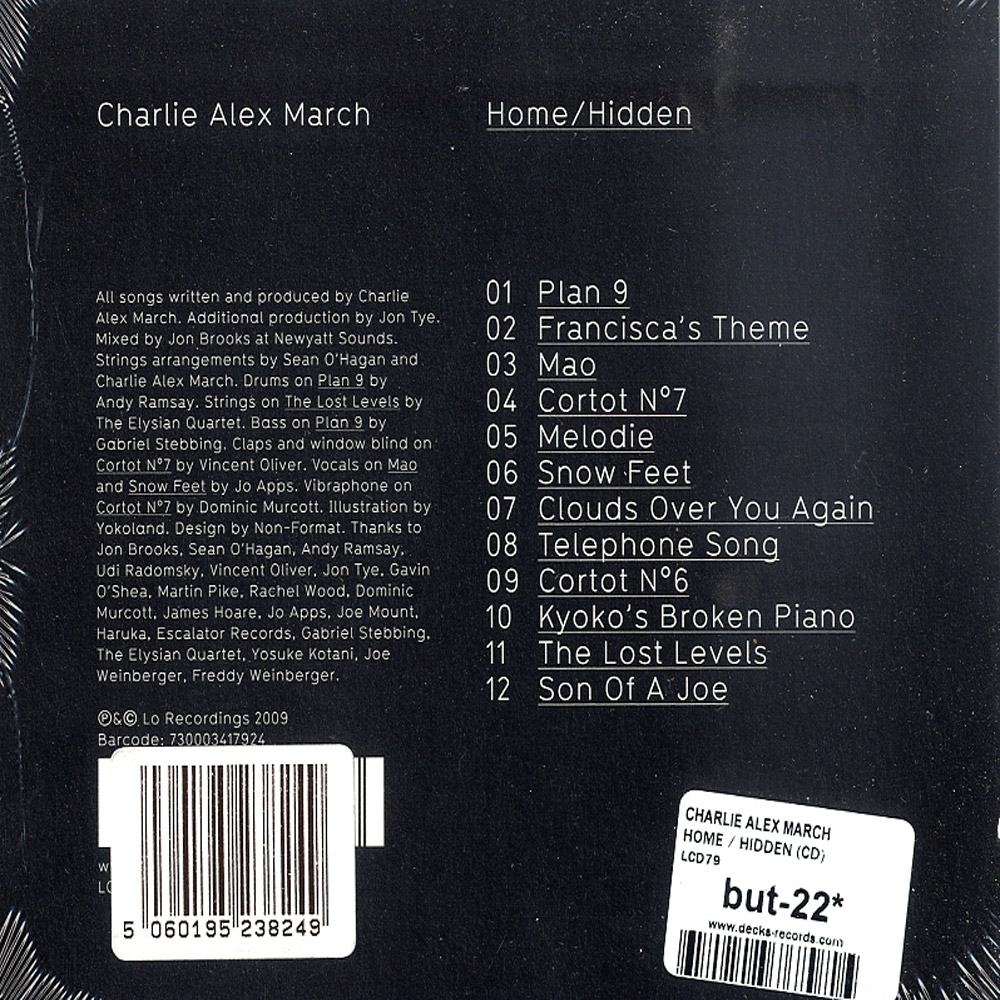 Charlie Alex March
Home/Hidden
All songs written and produced by Charlie
Alex March. Additional production by Jon Tye.
Mixed by Jon Brooks at Newyatt Sounds.
Strings arrangements by Sean O'Hagan and
Charlie Alex March. Drums on Plan 9 by
Andy Ramsay. Strings on The Lost Levels by
The Elysian Quartet. Bass on Plan 9 by
Gabriel Stebbing. Claps and window blind on
Cortot Nº7 by Vincent Oliver. Vocals on Mao
and Snow Feet by Jo Apps. Vibraphone on
Cortot Nº7 by Dominic Murcott. Illustration by
Yokoland. Design by Non-Format. Thanks to
Jon Brooks, Sean O'Hagan, Andy Ramsay,
Udi Radomsky, Vincent Oliver, Jon Tye, Gavin
O'Shea, Martin Pike, Rachel Wood, Dominic
Murcott, James Hoare, Jo Apps, Joe Mount,
Haruka, Escalator Records, Gabriel Stebbing,
The Elysian Quartet, Yosuke Kotani, Joe
Weinberger, Freddy Weinberger.
℗&© Lo Recordings 2009
Barcode: 730003417924
01 Plan 9
02 Francisca's Theme
03 Mao
04 Cortot Nº7
05 Melodie
06 Snow Feet
07 Clouds Over You Again
08 Telephone Song
09 Cortot Nº6
10 Kyoko's Broken Piano
11 The Lost Levels
12 Son Of A Joe
5 060195 238249
CHARLIE ALEX MARCH
HOME / HIDDEN (CD)
LCD79
but-22*
www.decks-records.com